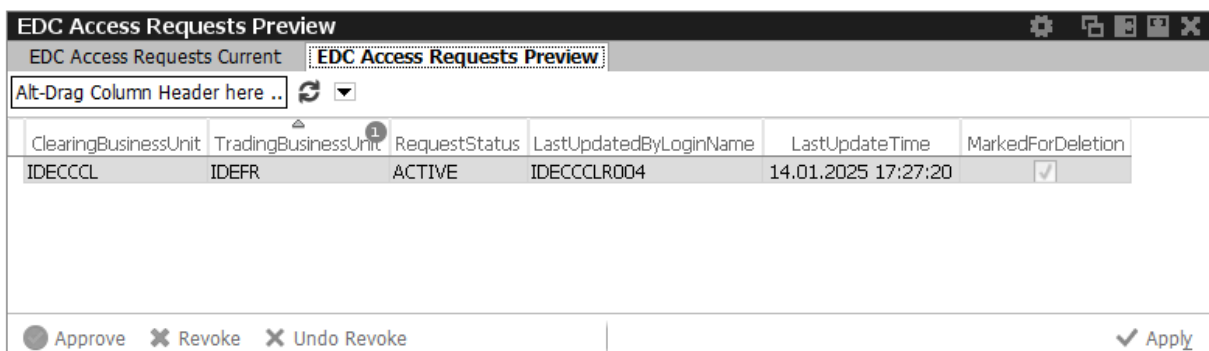 EDC Access Requests Preview
EDC Access Requests Current EDC Access Requests Preview
Alt-Drag Column Header here ..
ClearingBusinessUnit TradingBusinessUnit 1 RequestStatus LastUpdatedByLoginName LastUpdateTime MarkedForDeletion
IDECCCL IDEFR ACTIVE IDECCCLR004 14.01.2025 17:27:20
Approve Revoke Undo Revoke Apply